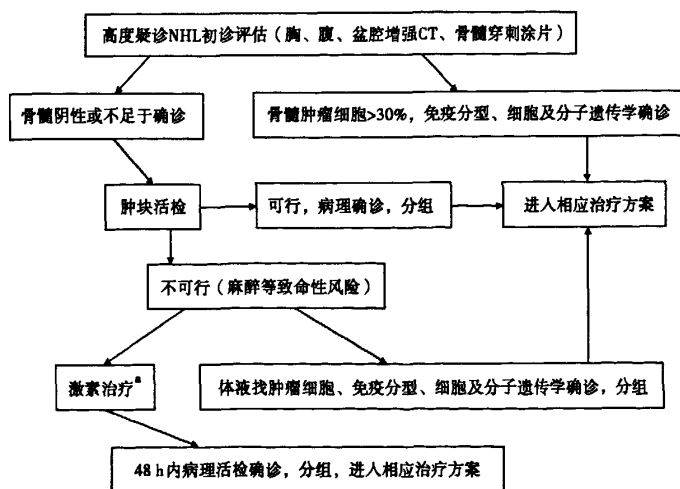 高度疑诊NHL初诊评估（胸、腹、盆腔增强CT、骨髓穿刺涂片）
骨髓阴性或不足于确诊
骨髓肿瘤细胞>30%，免疫分型、细胞及分子遗传学确诊
肿块活检
可行，病理确诊，分组
进入相应治疗方案
不可行（麻醉等致命性风险）
激素治疗a
体液找肿瘤细胞、免疫分型、细胞及分子遗传学确诊，分组
48 h内病理活检确诊，分组，进入相应治疗方案